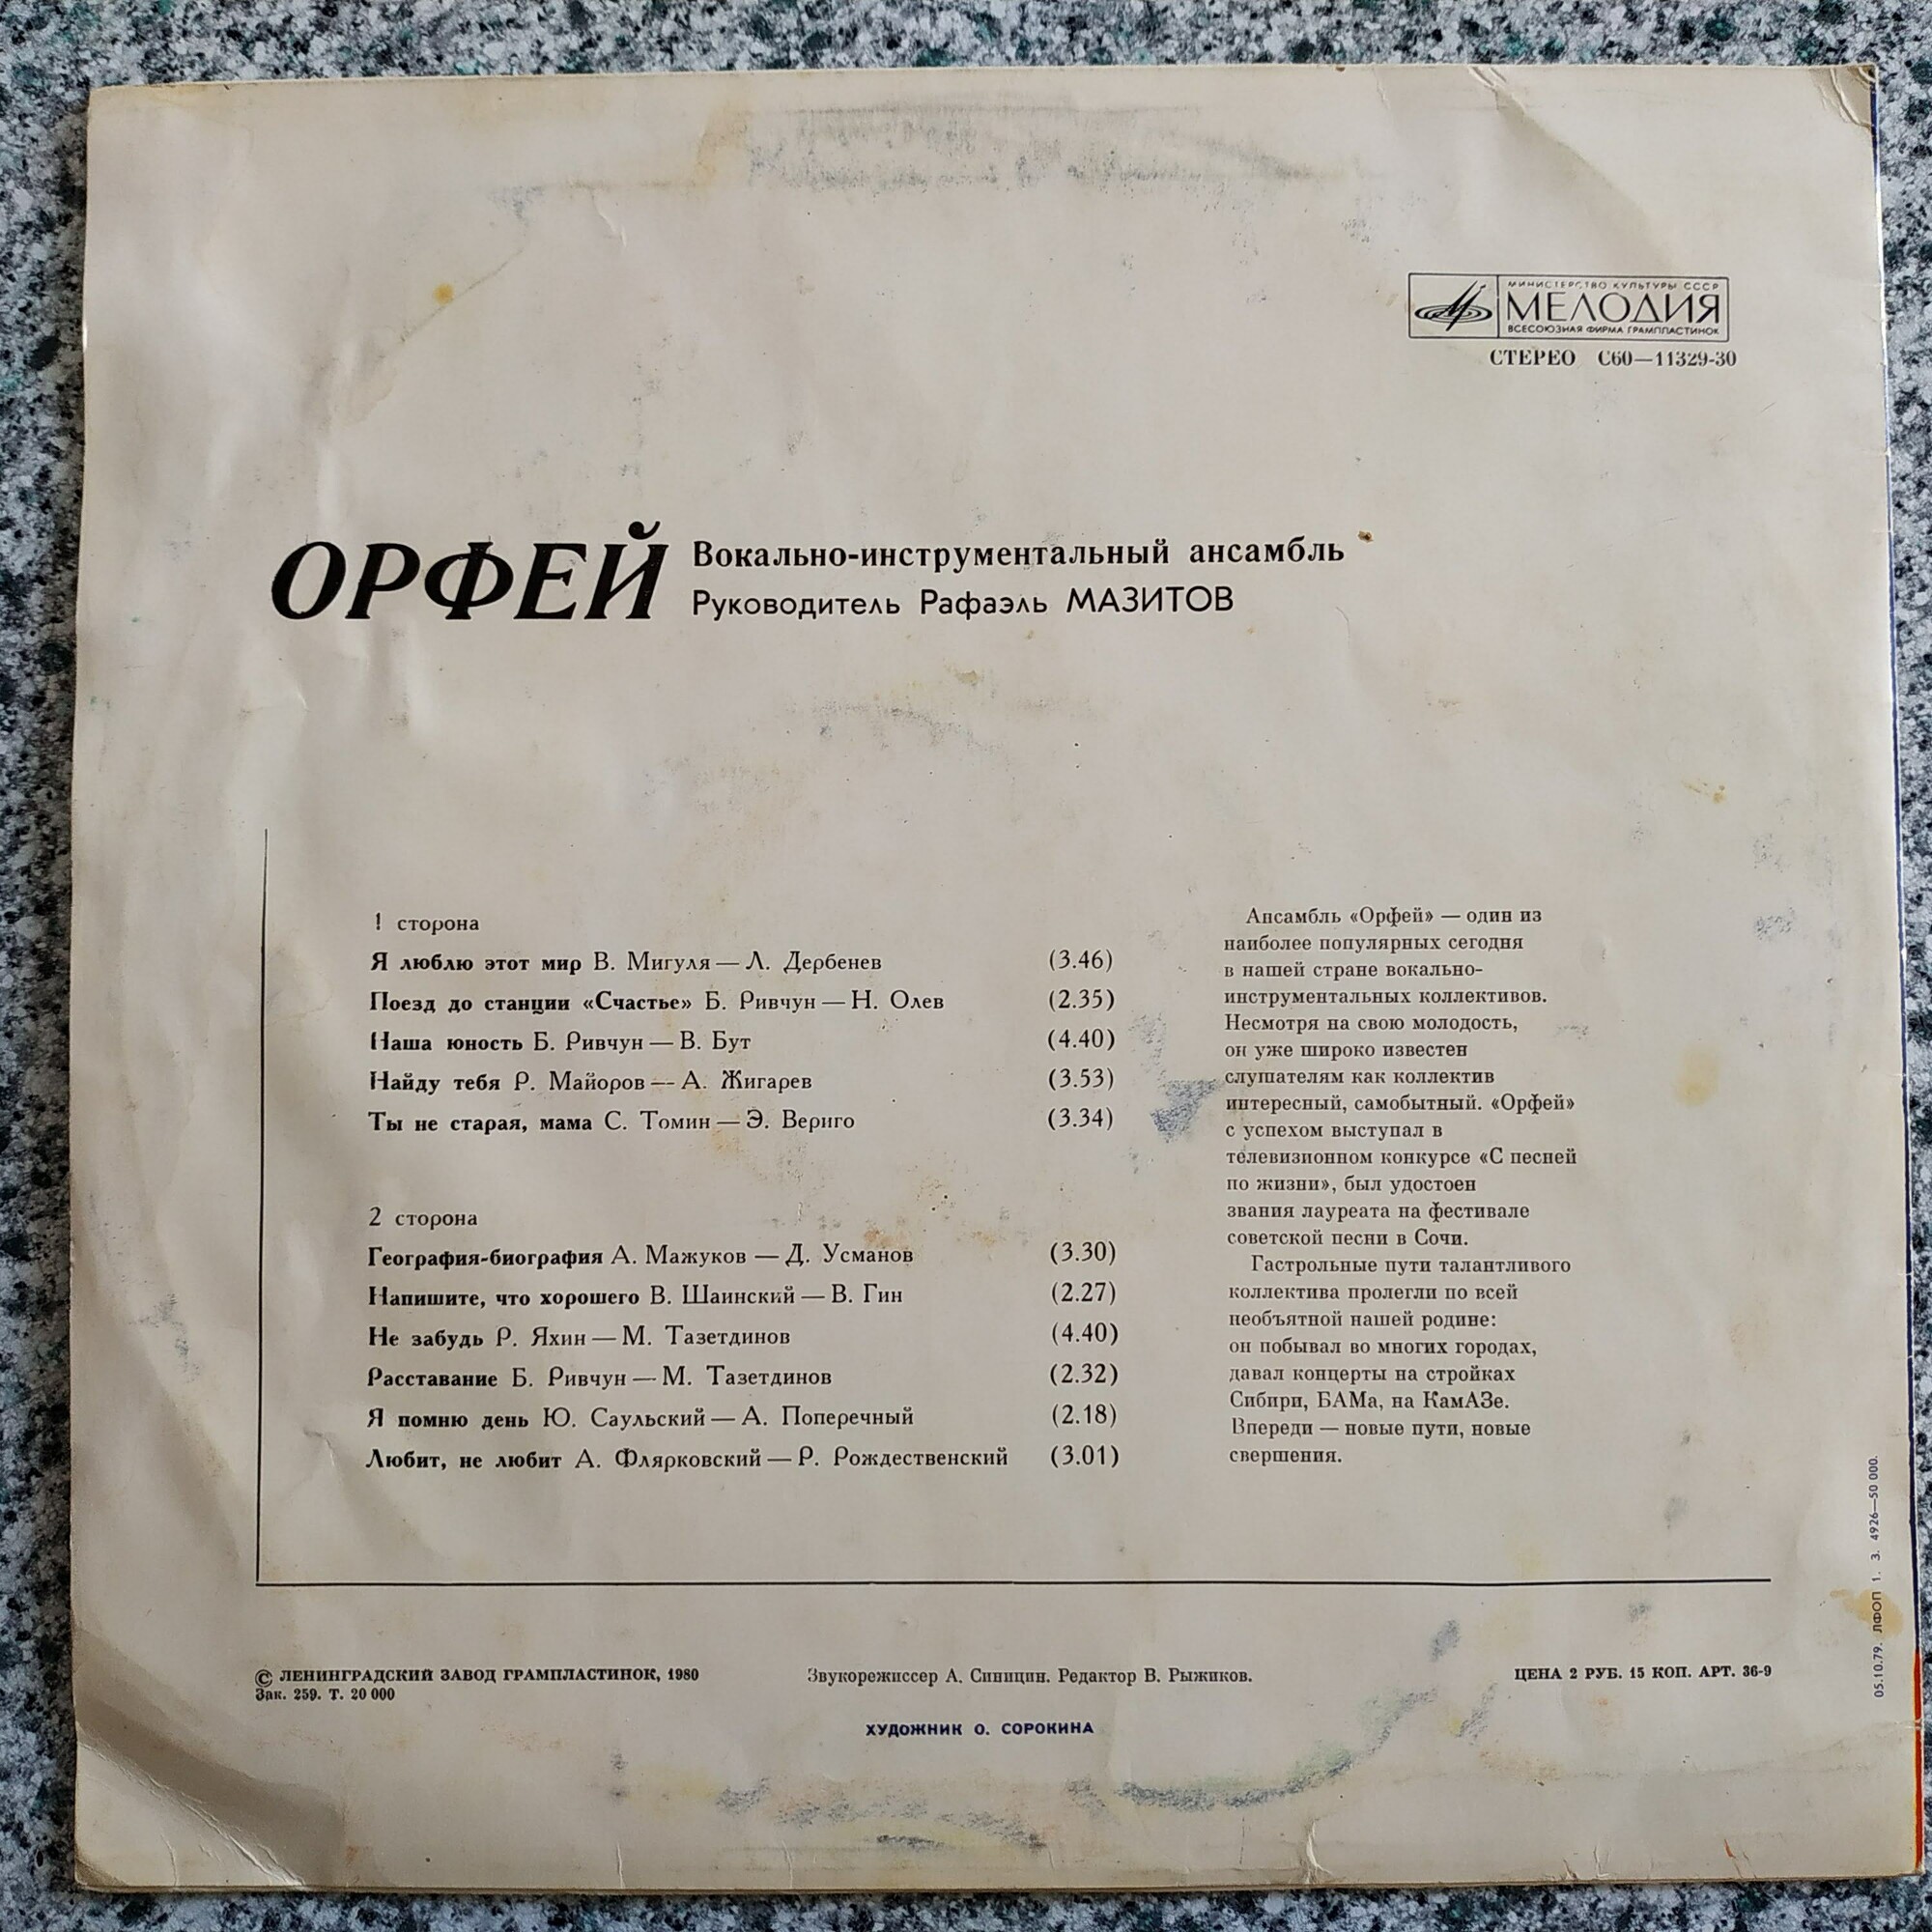 МИНИСТЕРСТВО КУЛЬТУРЫ СССР
МЕЛОДИЯ
ВСЕСОЮЗНАЯ ФИРМА ГРАМПЛАСТИНОК
СТЕРЕО С60—11329-30
ОРФЕЙ
Вокально-инструментальный ансамбль
Руководитель Рафаэль МАЗИТОВ
1 сторона
Я люблю этот мир В. Мигуля — Л. Дербенев (3.46)
Поезд до станции «Счастье» Б. Ривчун — Н. Олев (2.35)
Наша юность Б. Ривчун — В. Бут (4.40)
Найду тебя Р. Майоров — А. Жигарев (3.53)
Ты не старая, мама С. Томин — Э. Вериго (3.34)
2 сторона
География-биография А. Мажуков — Д. Усманов (3.30)
Напишите, что хорошего В. Шаинский — В. Гин (2.27)
Не забудь Р. Яхин — М. Тазетдинов (4.40)
Расставание Б. Ривчун — М. Тазетдинов (2.32)
Я помню день Ю. Саульский — А. Поперечный (2.18)
Любит, не любит А. Флярковский — Р. Рождественский (3.01)
Ансамбль «Орфей» — один из
наиболее популярных сегодня
в нашей стране вокально-
инструментальных коллективов.
Несмотря на свою молодость,
он уже широко известен
слушателям как коллектив
интересный, самобытный. «Орфей»
с успехом выступал в
телевизионном конкурсе «С песней
по жизни», был удостоен
звания лауреата на фестивале
советской песни в Сочи.
Гастрольные пути талантливого
коллектива пролегли по всей
необъятной нашей родине:
он побывал во многих городах,
давал концерты на стройках
Сибири, БАМа, на КамАЗе.
Впереди — новые пути, новые
свершения.
© ЛЕНИНГРАДСКИЙ ЗАВОД ГРАМПЛАСТИНОК, 1980
Зак. 259. Т. 20 000
Звукорежиссер А. Синицин. Редактор В. Рыжиков.
ЦЕНА 2 РУБ. 15 КОП. АРТ. 36-9
ХУДОЖНИК О. СОРОКИНА
05.10.79. ЛФОП 1. З. 4926—50 000.